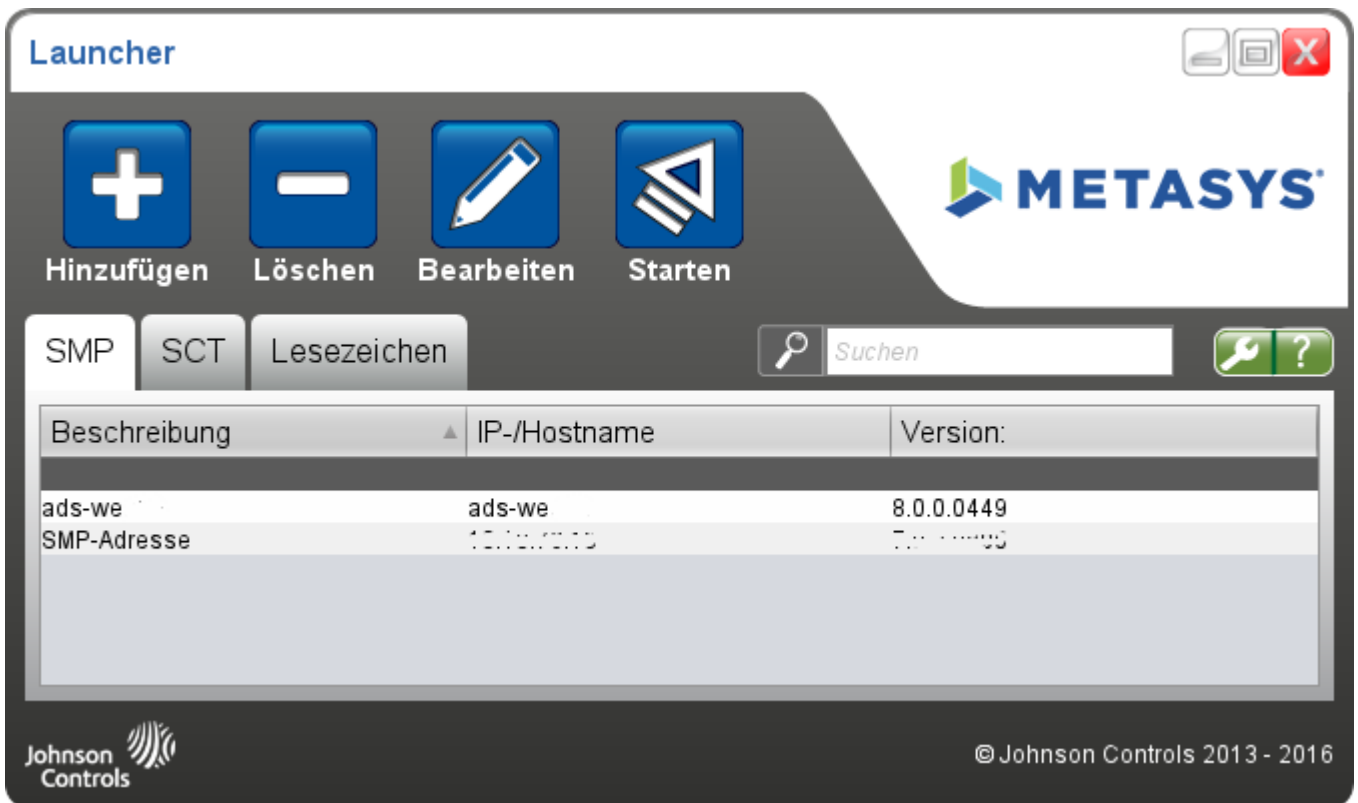 Launcher
METASYS®
Hinzufügen Löschen Bearbeiten Starten
SMP SCT Lesezeichen Suchen ?
Beschreibung IP-/Hostname Version:
ads-we ads-we 8.0.0.0449
SMP-Adresse
Johnson Controls
© Johnson Controls 2013 - 2016